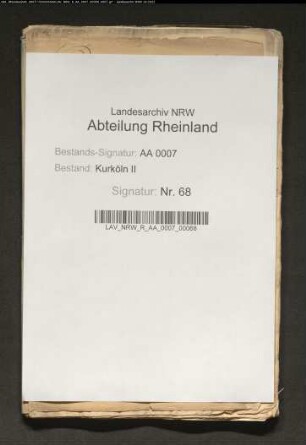 Landesarchiv NRW
Abteilung Rheinland
Bestands-Signatur: AA 0007
Bestand: Kurköln II
Signatur: Nr. 68
LAV_NRW_R_AA_0007_00068